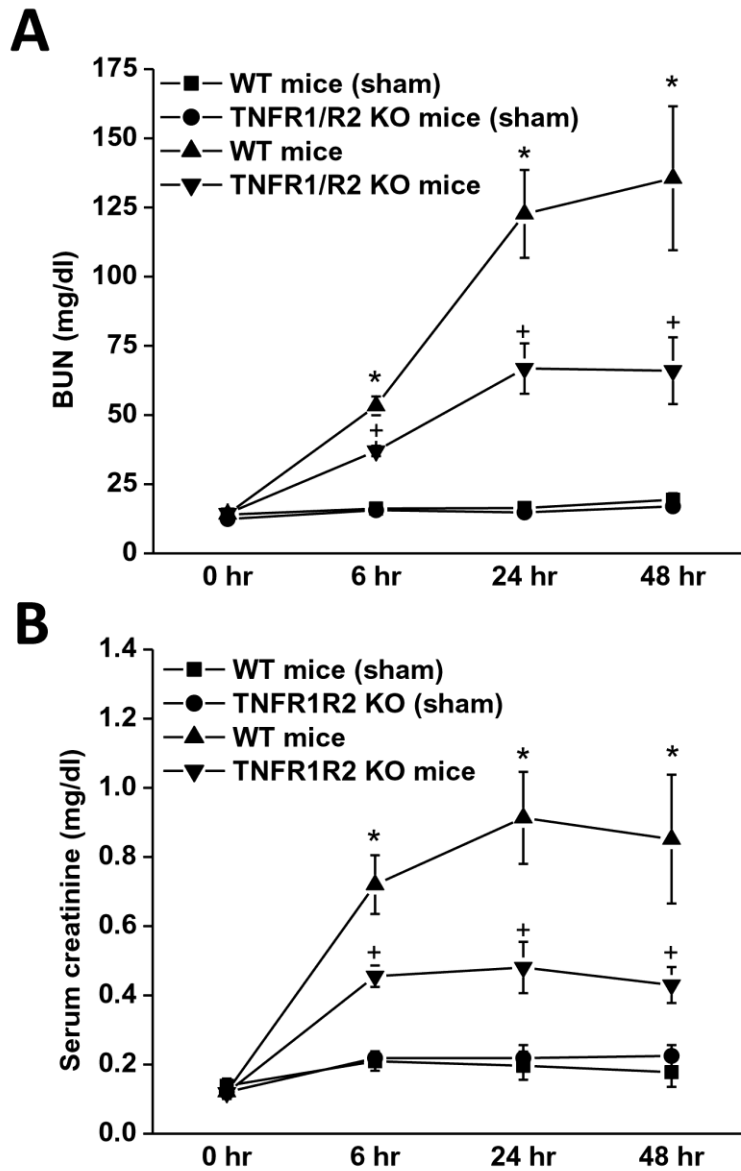 A
175
150
125
100
75
50
25
0
BUN (mg/dl)
WT mice (sham)
TNFR1/R2 KO mice (sham)
WT mice
TNFR1/R2 KO mice
*
*
*
+
+
+
0 hr 6 hr 24 hr 48 hr
B
1.4
1.2
1.0
0.8
0.6
0.4
0.2
0.0
Serum creatinine (mg/dl)
WT mice (sham)
TNFR1R2 KO (sham)
WT mice
TNFR1R2 KO mice
*
*
*
+
+
+
0 hr 6 hr 24 hr 48 hr